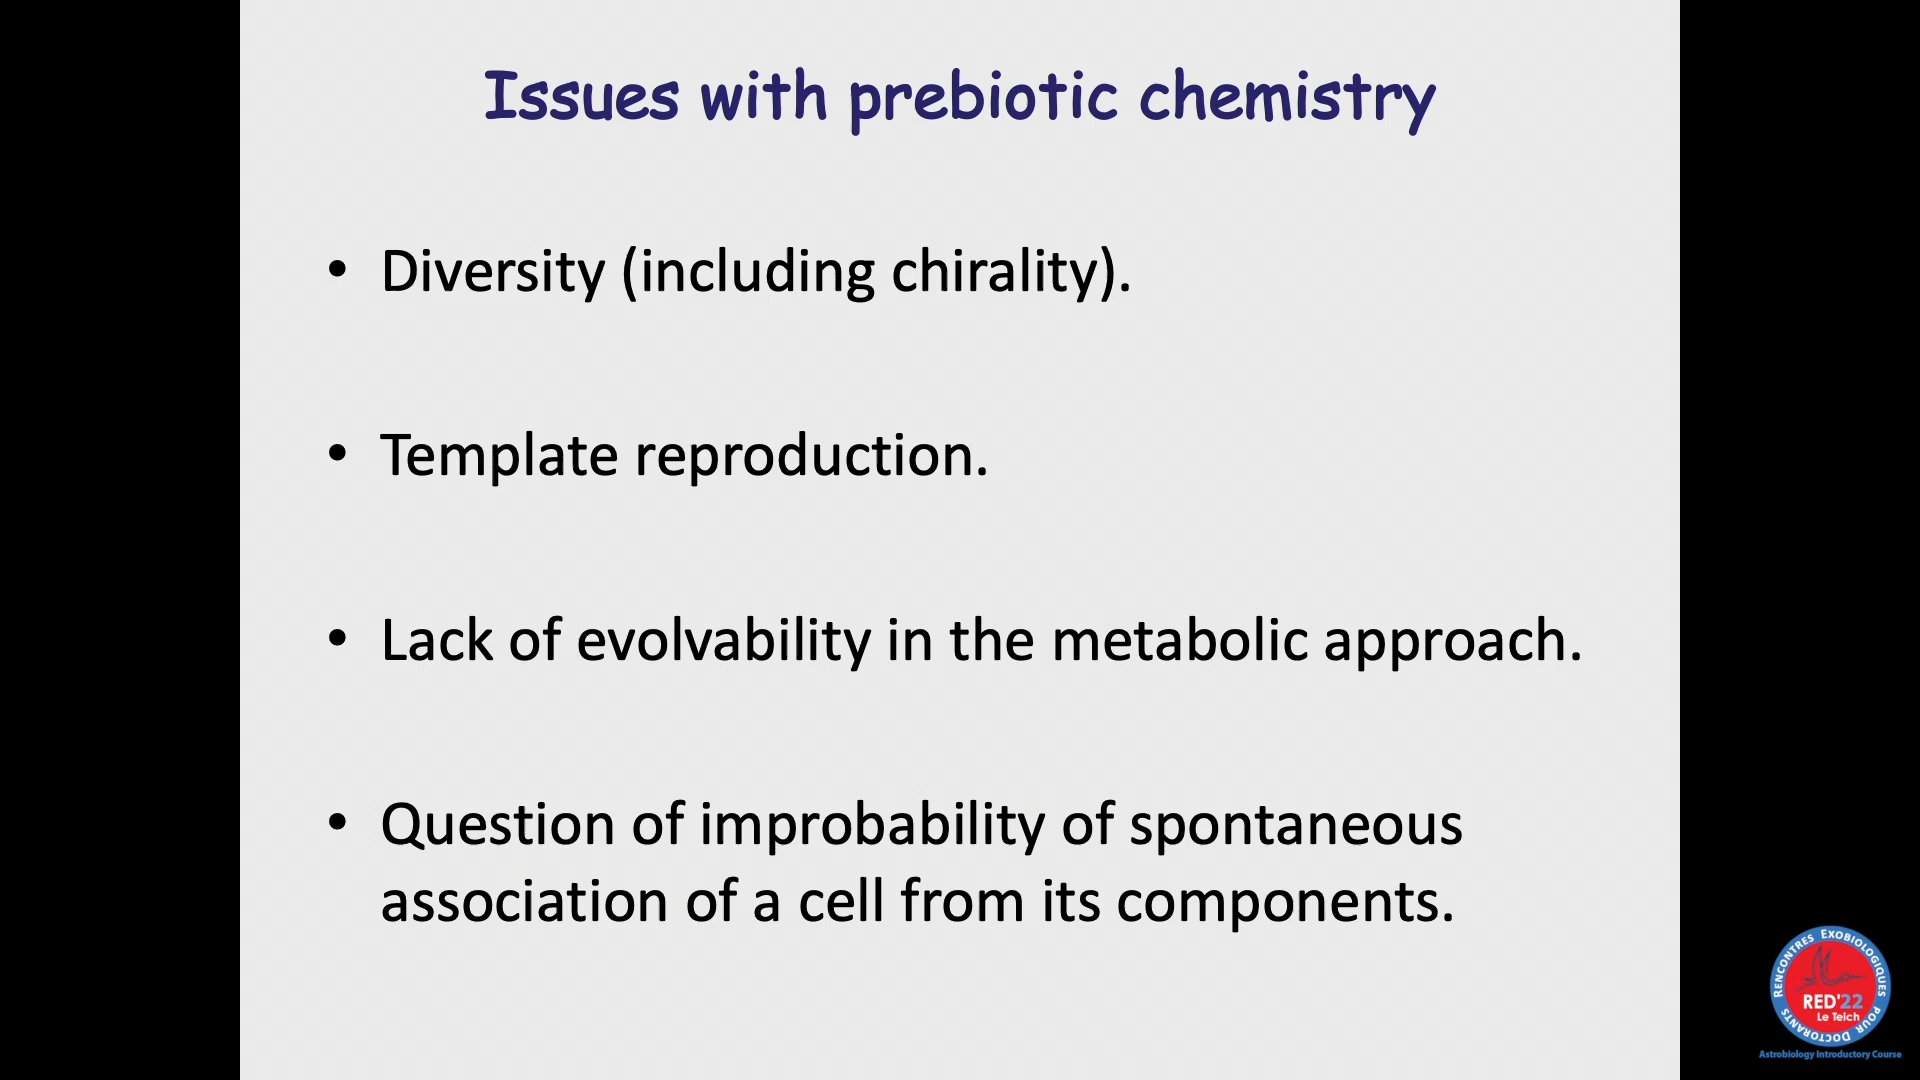 Issues with prebiotic chemistry
• Diversity (including chirality).
• Template reproduction.
• Lack of evolvability in the metabolic approach.
• Question of improbability of spontaneous
association of a cell from its components.
RENCONTRES EXOBIOLOGIQUES POUR DOCTORANTS
RED'22
Le Teich
Astrobiology Introductory Course